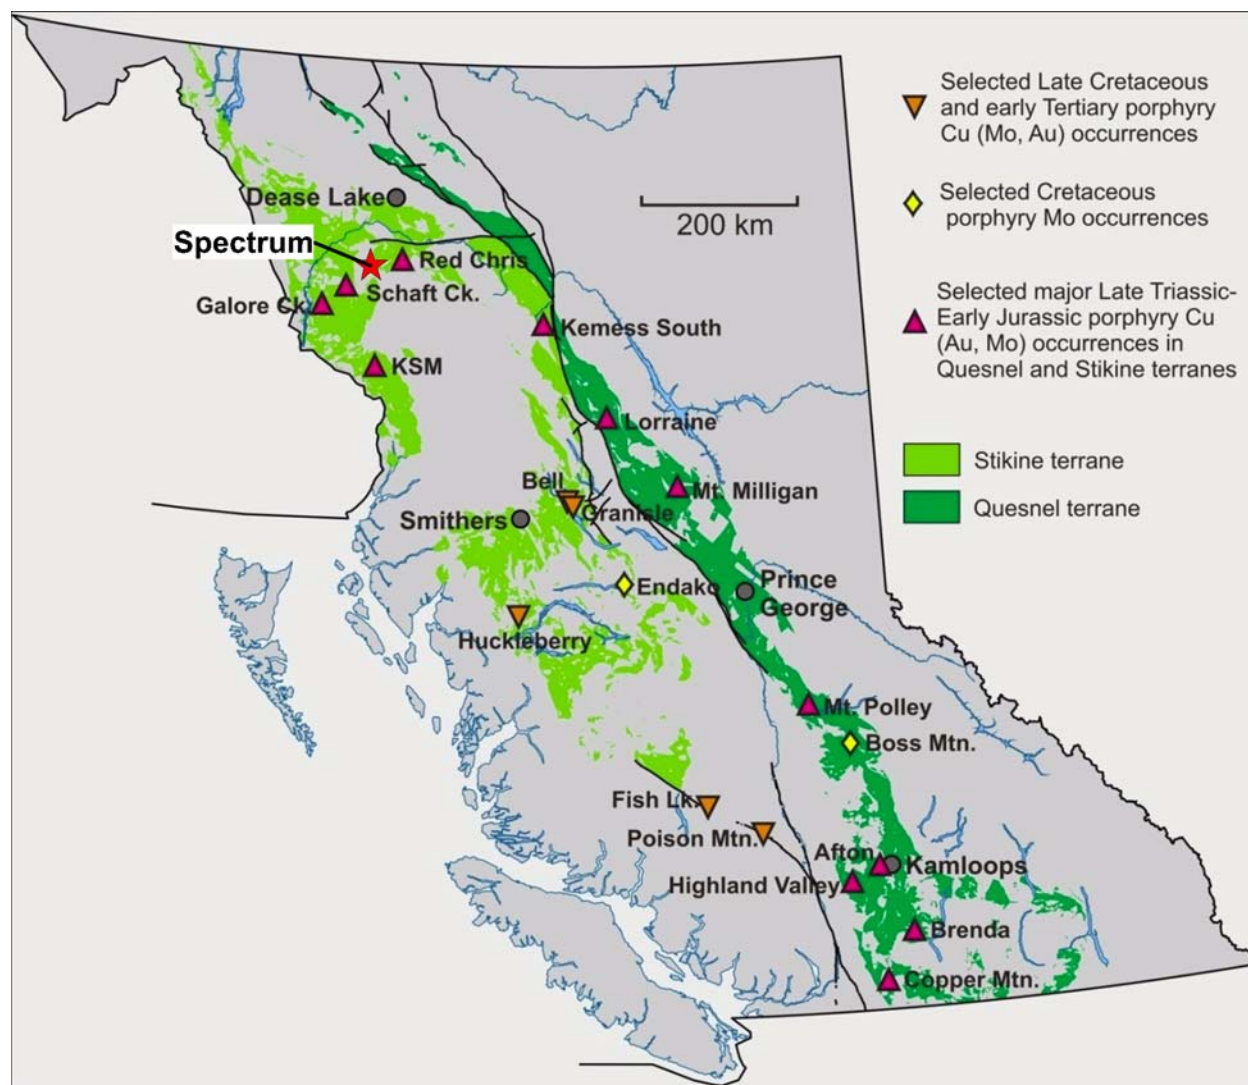 Selected Late Cretaceous
and early Tertiary porphyry
Cu (Mo, Au) occurrences
Selected Cretaceous
porphyry Mo occurrences
Selected major Late Triassic-
Early Jurassic porphyry Cu
(Au, Mo) occurrences in
Quesnel and Stikine terranes
Stikine terrane
Quesnel terrane
200 km
Dease Lake
Spectrum
Red Chris
Schaft Ck.
Galore Ck.
Kemess South
KSM
Lorraine
Bell
Mt. Milligan
Granisle
Smithers
Endako
Prince
George
Huckleberry
Mt. Polley
Boss Mtn.
Fish Lk.
Poison Mtn.
Afton
Kamloops
Highland Valley
Brenda
Copper Mtn.